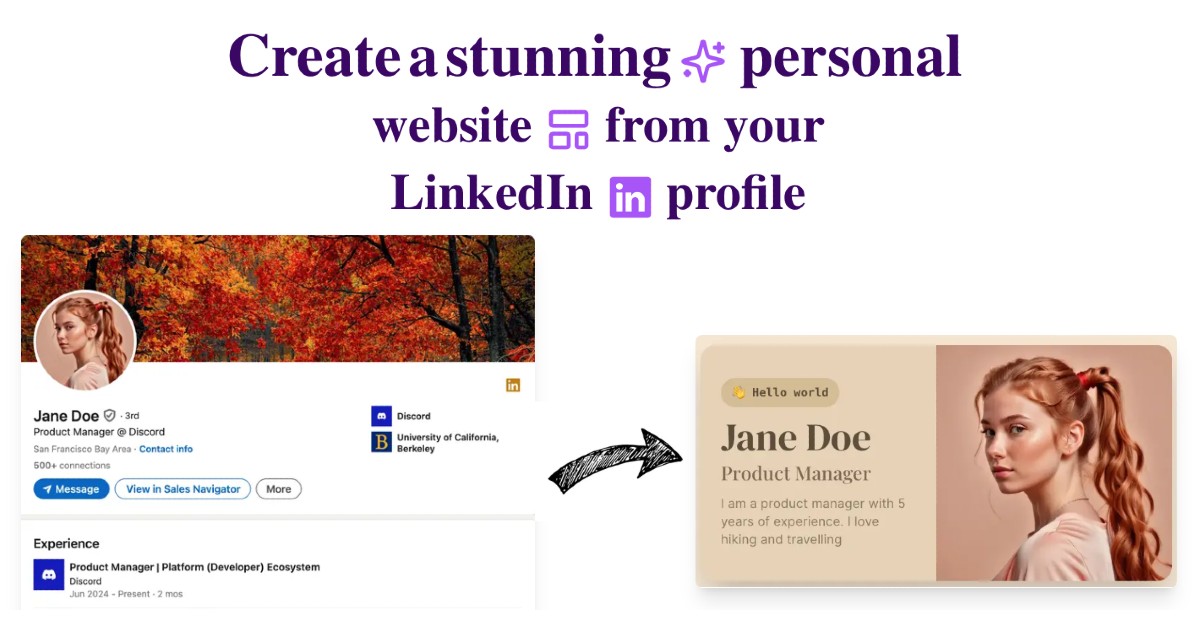 Create a stunning personal
website from your
LinkedIn in profile
in
Jane Doe · 3rd
Product Manager @ Discord
San Francisco Bay Area · Contact info
500+ connections
Message View in Sales Navigator More
Discord
B University of California,
Berkeley
Experience
Product Manager | Platform (Developer) Ecosystem
Discord
Jun 2024 - Present · 2 mos
👋 Hello world
Jane Doe
Product Manager
I am a product manager with 5
years of experience. I love
hiking and travelling